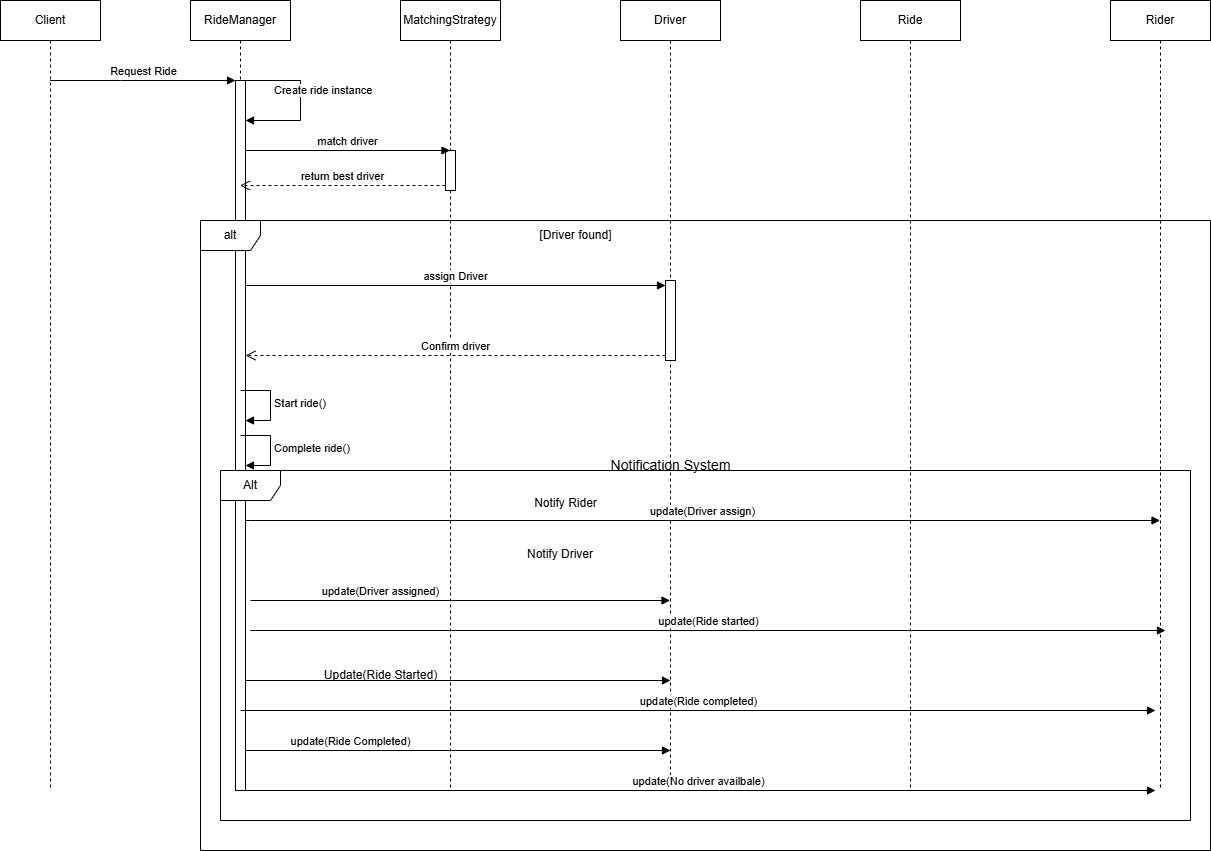 Client
RideManager
MatchingStrategy
Driver
Ride
Rider
Request Ride
Create ride instance
match driver
return best driver
alt
[Driver found]
assign Driver
Confirm driver
Start ride()
Complete ride()
Notification System
Alt
Notify Rider
update(Driver assign)
Notify Driver
update(Driver assigned)
update(Ride started)
Update(Ride Started)
update(Ride completed)
update(Ride Completed)
update(No driver availbale)